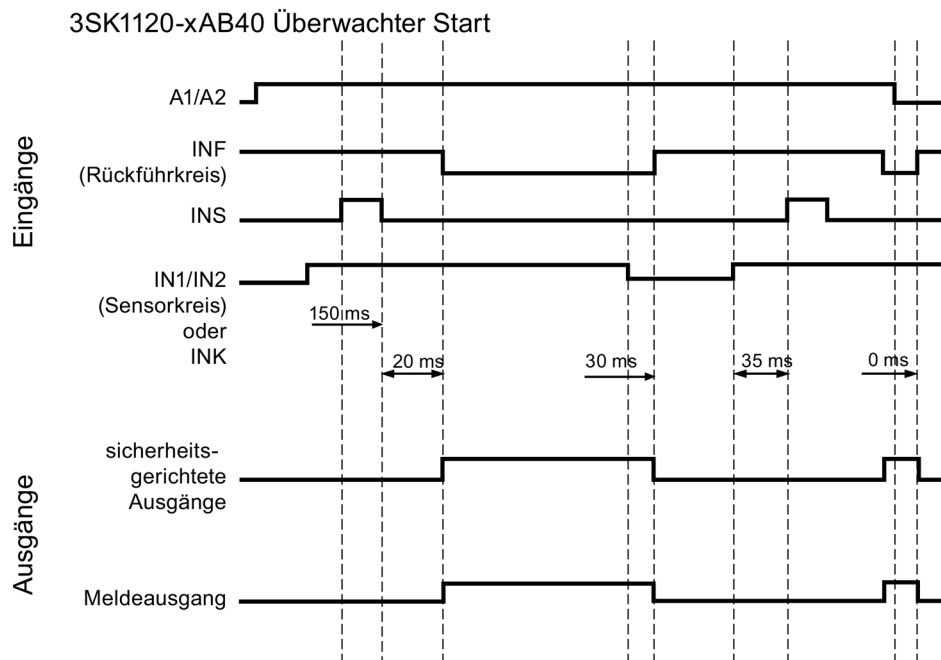 3SK1120-xAB40 Überwachter Start
Eingänge
A1/A2
INF
(Rückführkreis)
INS
IN1/IN2
(Sensorkreis)
oder
INK
150 ms
20 ms
30 ms
35 ms
0 ms
Ausgänge
sicherheits-
gerichtete
Ausgänge
Meldeausgang